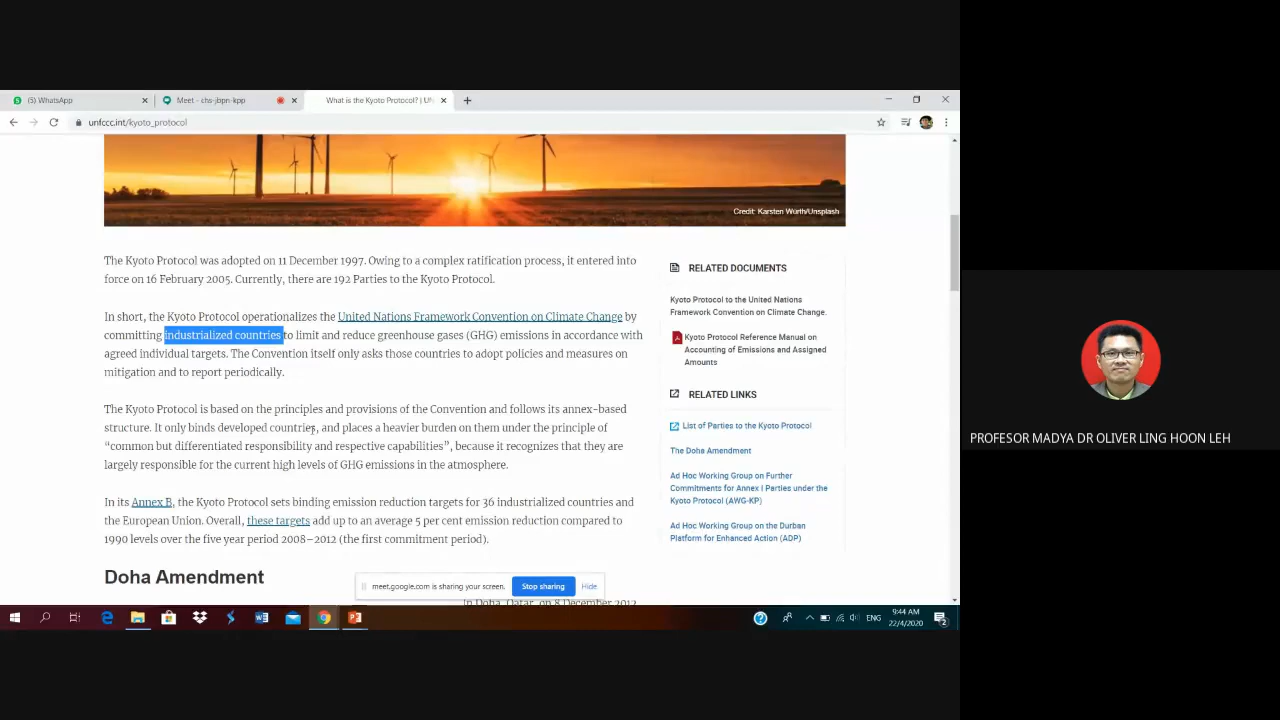 (5) WhatsApp
Meet - chs-jbpn-kpp
What is the Kyoto Protocol? | UN
unfccc.int/kyoto_protocol
Credit: Karsten Würth/Unsplash
The Kyoto Protocol was adopted on 11 December 1997. Owing to a complex ratification process, it entered into
force on 16 February 2005. Currently, there are 192 Parties to the Kyoto Protocol.
In short, the Kyoto Protocol operationalizes the United Nations Framework Convention on Climate Change by
committing industrialized countries to limit and reduce greenhouse gases (GHG) emissions in accordance with
agreed individual targets. The Convention itself only asks those countries to adopt policies and measures on
mitigation and to report periodically.
The Kyoto Protocol is based on the principles and provisions of the Convention and follows its annex-based
structure. It only binds developed countries, and places a heavier burden on them under the principle of
“common but differentiated responsibility and respective capabilities”, because it recognizes that they are
largely responsible for the current high levels of GHG emissions in the atmosphere.
In its Annex B, the Kyoto Protocol sets binding emission reduction targets for 36 industrialized countries and
the European Union. Overall, these targets add up to an average 5 per cent emission reduction compared to
1990 levels over the five year period 2008–2012 (the first commitment period).
Doha Amendment
In Doha, Qatar, on 8 December 2012
RELATED DOCUMENTS
Kyoto Protocol to the United Nations
Framework Convention on Climate Change.
Kyoto Protocol Reference Manual on
Accounting of Emissions and Assigned
Amounts
RELATED LINKS
List of Parties to the Kyoto Protocol
The Doha Amendment
Ad Hoc Working Group on Further
Commitments for Annex I Parties under the
Kyoto Protocol (AWG-KP)
Ad Hoc Working Group on the Durban
Platform for Enhanced Action (ADP)
meet.google.com is sharing your screen.
Stop sharing
Hide
ENG
9:44 AM
22/4/2020
2
PROFESOR MADYA DR OLIVER LING HOON LEH